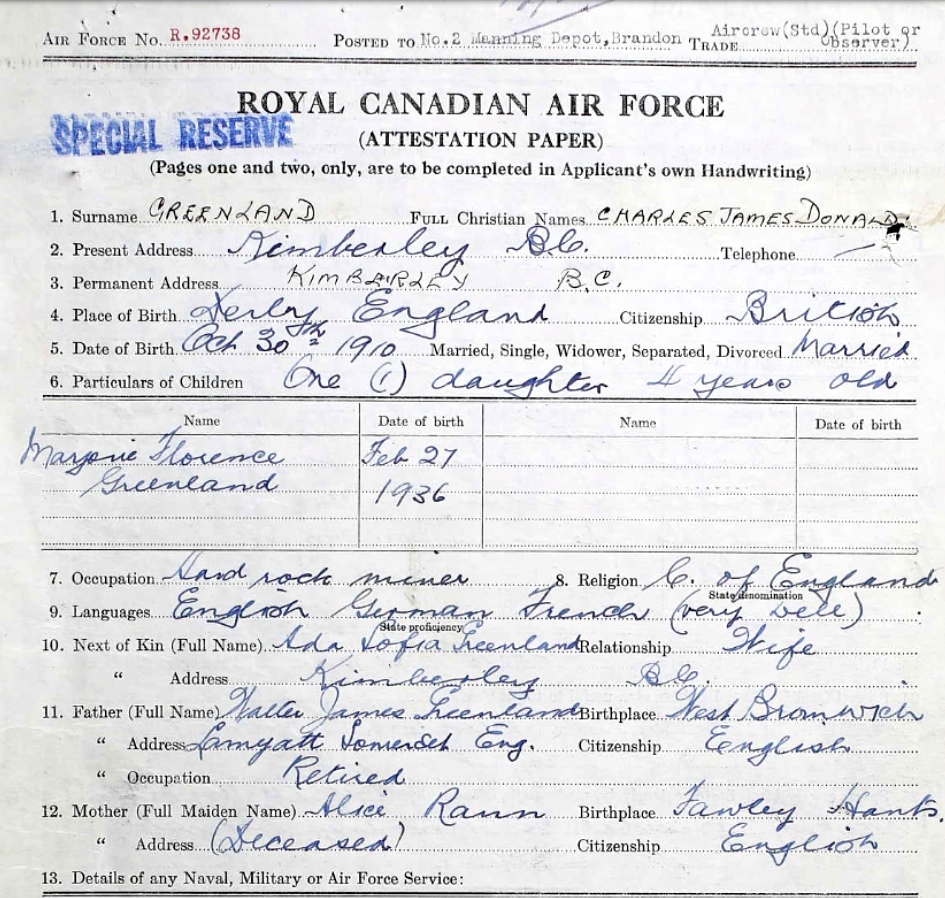 AIR FORCE NO. R.92738 POSTED TO No.2 Manning Depot, Brandon TRADE Aircrew(Std)(Pilot or Observer)
ROYAL CANADIAN AIR FORCE
SPECIAL RESERVE
(ATTESTATION PAPER)
(Pages one and two, only, are to be completed in Applicant's own Handwriting)
1. Surname GREENLAND FULL Christian Names CHARLES JAMES DONALD.
2. Present Address Kimberley B.C. Telephone —
3. Permanent Address KIMBERLEY B.C.
4. Place of Birth Derby England Citizenship British
5. Date of Birth Oct 30th 1910 Married, Single, Widower, Separated, Divorced Married
6. Particulars of Children One (1) daughter 4 years old
Name Date of birth Name Date of birth
Marjorie Florence Feb 27
Greenland 1936
7. Occupation Hard rock miner 8. Religion C. of England
State denomination
9. Languages English German French (very well)
State proficiency
10. Next of Kin (Full Name) Ada Sofia Greenland Relationship Wife
" Address Kimberley B.C.
11. Father (Full Name) Walter James Greenland Birthplace West Bromwich
" Address Lamyatt Somerset Eng. Citizenship English
" Occupation Retired
12. Mother (Full Maiden Name) Alice Rann Birthplace Fawley Hants.
" Address (Deceased) Citizenship English
13. Details of any Naval, Military or Air Force Service: